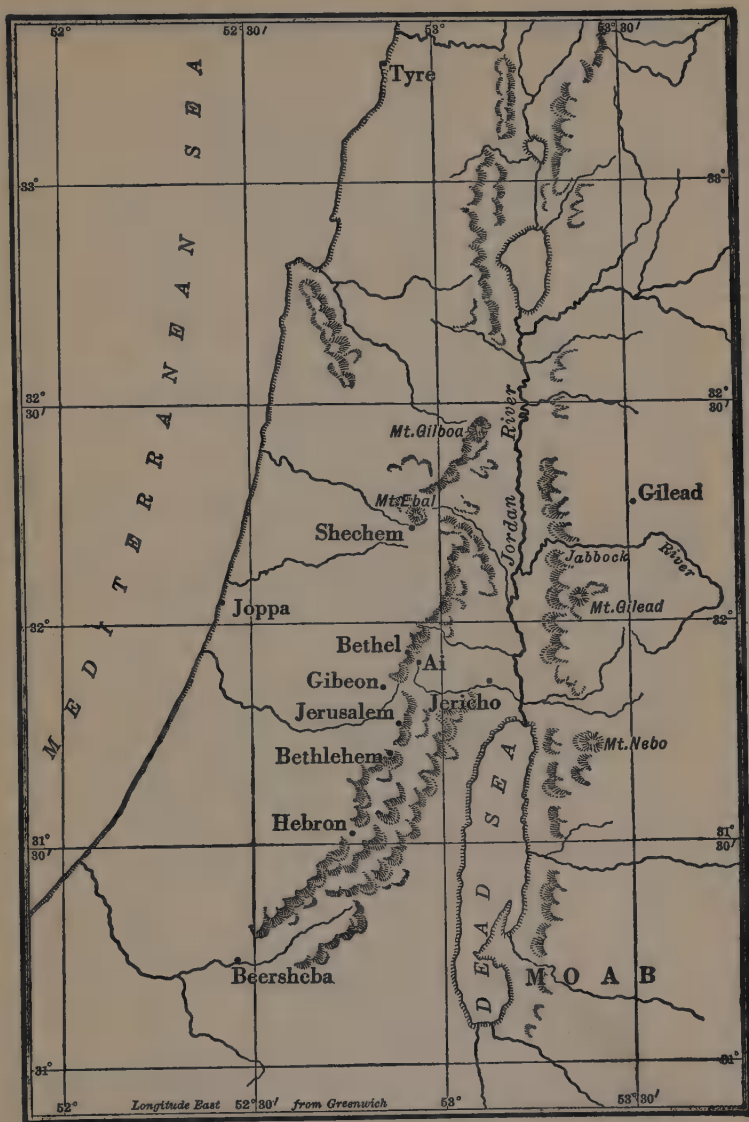 52° 52° 30′ 53° 53° 30′
Tyre
MEDITERRANEAN SEA
33° 33°
32° 30′ 32° 30′
Mt. Gilboa
Jordan River
Mt. Ebal
Gilead
Shechem
Jabbock River
Joppa
Mt. Gilead
32° 32°
Bethel
Ai
Gibeon
Jericho
Jerusalem
Mt. Nebo
Bethlehem
DEAD SEA
Hebron
31° 30′ 31° 30′
Beersheba
MOAB
31° 31°
52° Longitude East 52° 30′ from Greenwich 53° 53° 30′